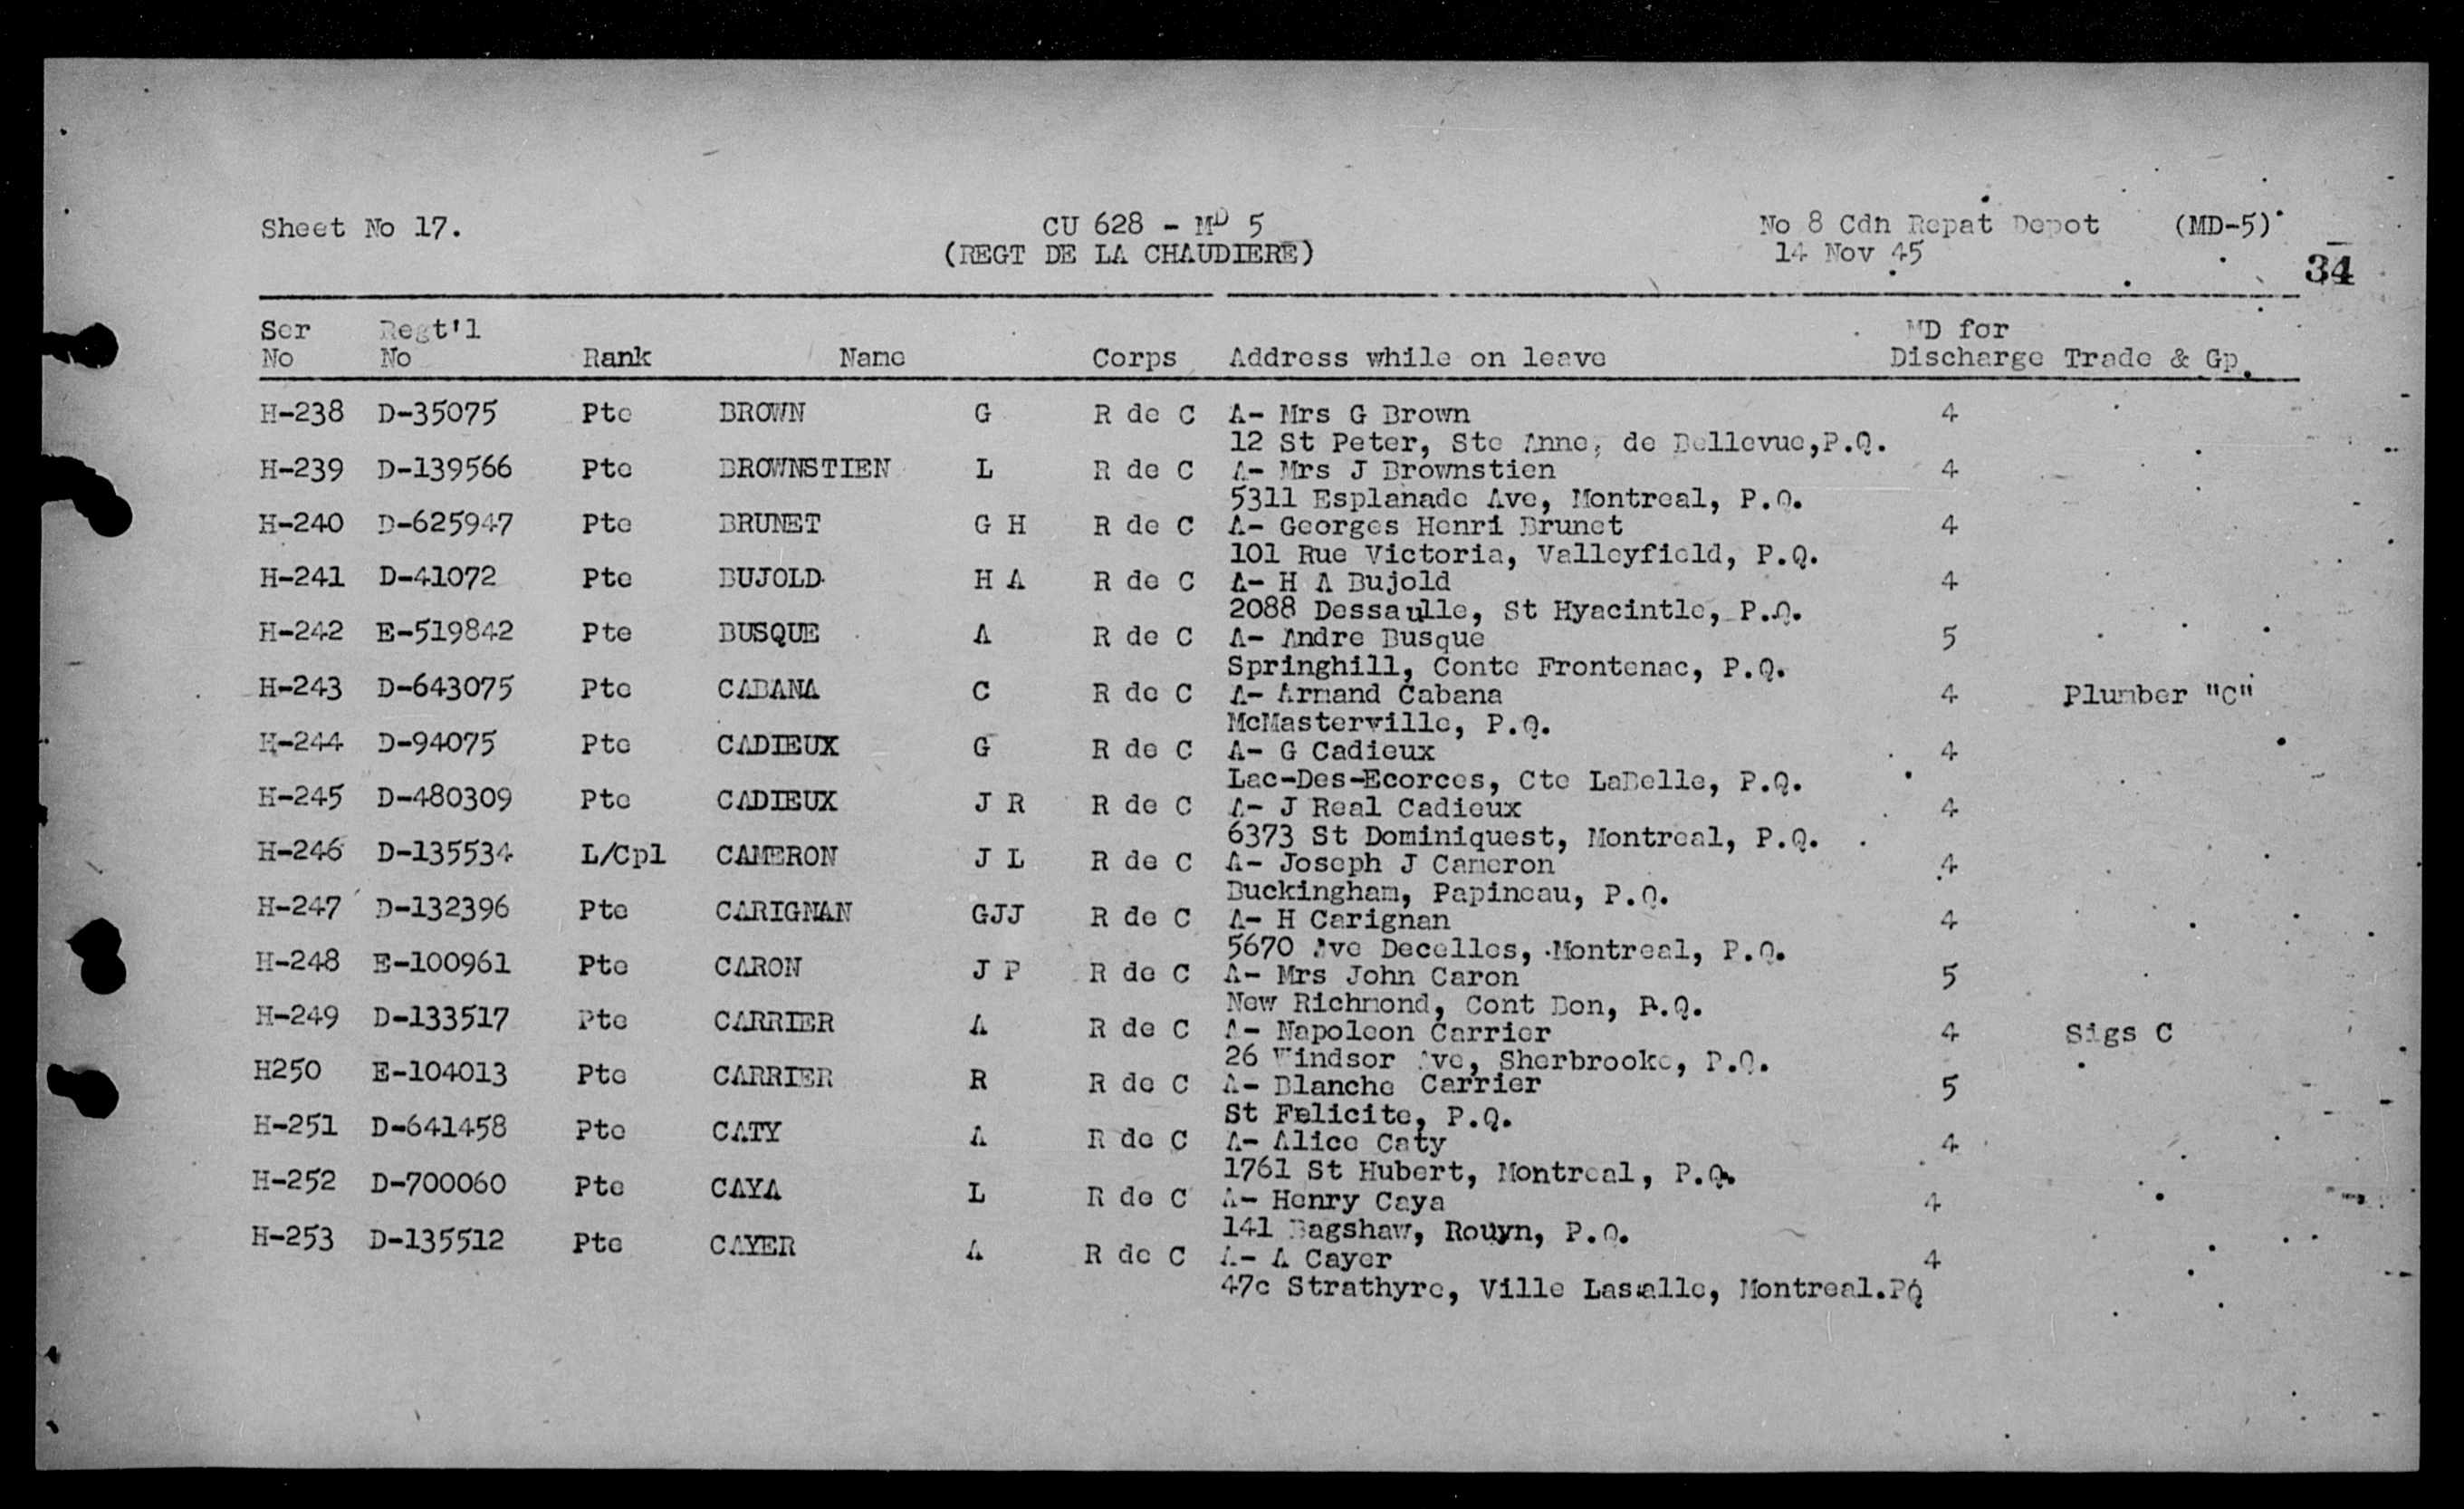 Sheet No 17. CU 628 - MD 5 No 8 Cdn Repat Depot (MD-5)
(REGT DE LA CHAUDIERE) 14 Nov 45
34
Ser Regt'l MD for
No No Rank Name Corps Address while on leave Discharge Trade & Gp.
H-238 D-35075 Pte BROWN G R de C A- Mrs G Brown 4
12 St Peter, Ste Anne, de Bellevue,P.Q.
H-239 D-139566 Pte BROWNSTIEN L R de C A- Mrs J Brownstien 4
5311 Esplanade Ave, Montreal, P.Q.
H-240 D-625947 Pte BRUNET G H R de C A- Georges Henri Brunet 4
101 Rue Victoria, Valleyfield, P.Q.
H-241 D-41072 Pte BUJOLD H A R de C A- H A Bujold 4
2088 Dessaulle, St Hyacintle, P.Q.
H-242 E-519842 Pte BUSQUE A R de C A- Andre Busque 5
Springhill, Conte Frontenac, P.Q.
H-243 D-643075 Pte CABANA C R de C A- Armand Cabana 4 Plumber "C"
McMasterville, P.Q.
H-244 D-94075 Pte CADIEUX G R de C A- G Cadieux 4
Lac-Des-Ecorces, Cte LaBelle, P.Q.
H-245 D-480309 Pte CADIEUX J R R de C A- J Real Cadieux 4
6373 St Dominiquest, Montreal, P.Q.
H-246 D-135534 L/Cpl CAMERON J L R de C A- Joseph J Cameron 4
Buckingham, Papineau, P.Q.
H-247 D-132396 Pte CARIGNAN GJJ R de C A- H Carignan 4
5670 Ave Decelles, Montreal, P.Q.
H-248 E-100961 Pte CARON J P R de C A- Mrs John Caron 5
New Richmond, Cont Bon, P.Q.
H-249 D-133517 Pte CARRIER A R de C A- Napoleon Carrier 4 Sigs C
26 Windsor Ave, Sherbrooke, P.Q.
H250 E-104013 Pte CARRIER R R de C A- Blanche Carrier 5
St Felicite, P.Q.
H-251 D-641458 Pte CATY A R de C A- Alice Caty 4
1761 St Hubert, Montreal, P.Q.
H-252 D-700060 Pte CAYA L R de C A- Henry Caya 4
141 Bagshaw, Rouyn, P.Q.
H-253 D-135512 Pte CAYER A R de C A- A Cayer 4
47c Strathyre, Ville Lasalle, Montreal.PQ